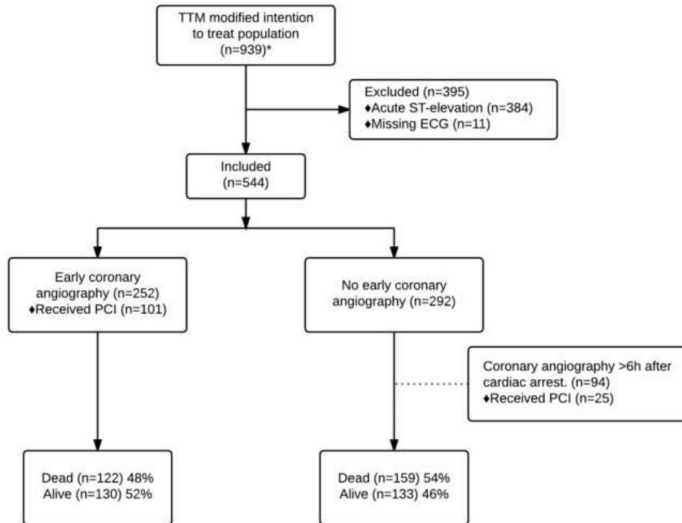 TTM modified intention
to treat population
(n=939)*
Excluded (n=395)
♦Acute ST-elevation (n=384)
♦Missing ECG (n=11)
Included
(n=544)
Early coronary
angiography (n=252)
♦Received PCI (n=101)
No early coronary
angiography (n=292)
Coronary angiography >6h after
cardiac arrest. (n=94)
♦Received PCI (n=25)
Dead (n=122) 48%
Alive (n=130) 52%
Dead (n=159) 54%
Alive (n=133) 46%